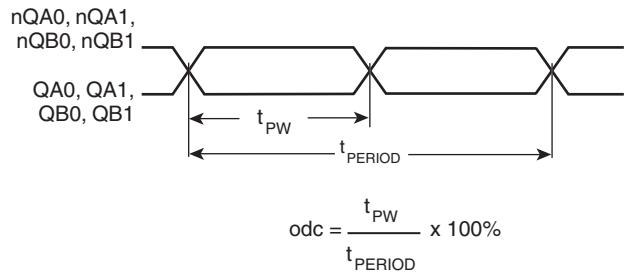 nQA0, nQA1,
nQB0, nQB1
QA0, QA1,
QB0, QB1
tPW
tPERIOD
odc = tPW / tPERIOD x 100%